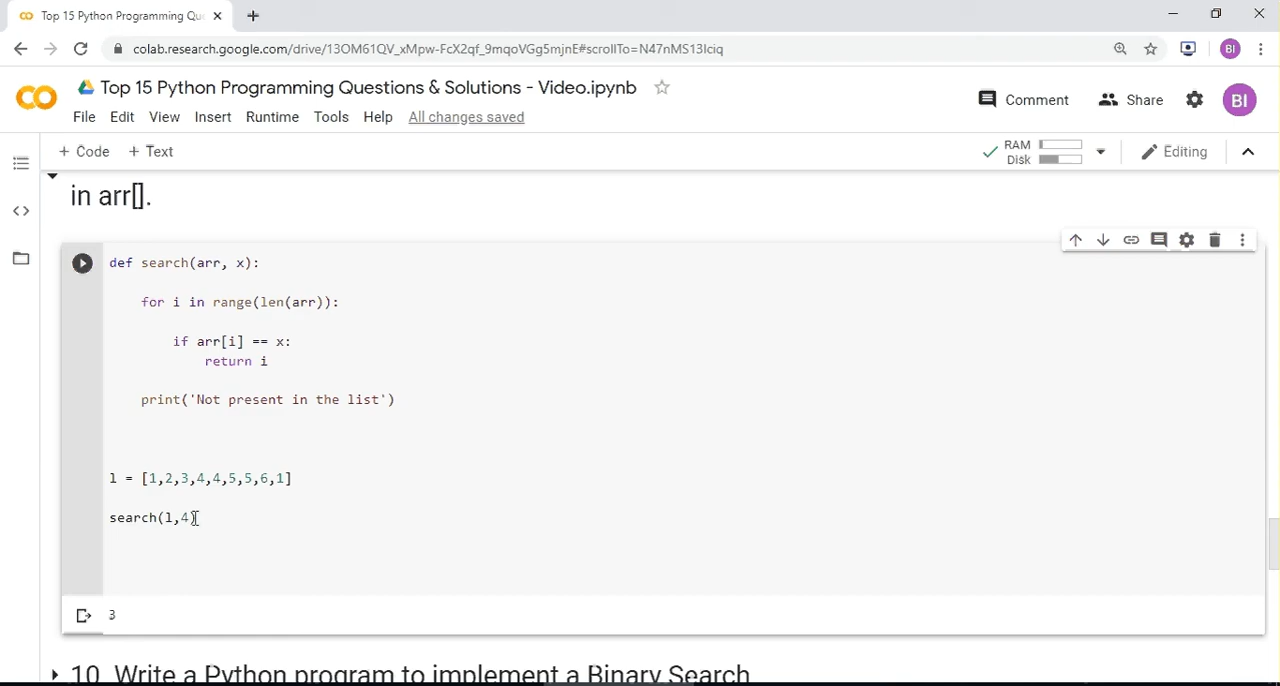 Top 15 Python Programming Qu
colab.research.google.com/drive/13OM61QV_xMpw-FcX2qf_9mqoVGg5mjnE#scrollTo=N47nMS13Iciq
BI
Top 15 Python Programming Questions & Solutions - Video.ipynb
Comment
Share
BI
File Edit View Insert Runtime Tools Help All changes saved
+ Code + Text
RAM
Disk
Editing
in arr[].
def search(arr, x):
for i in range(len(arr)):
if arr[i] == x:
return i
print('Not present in the list')
l = [1,2,3,4,4,5,5,6,1]
search(l,4)
3
10. Write a Python program to implement a Binary Search